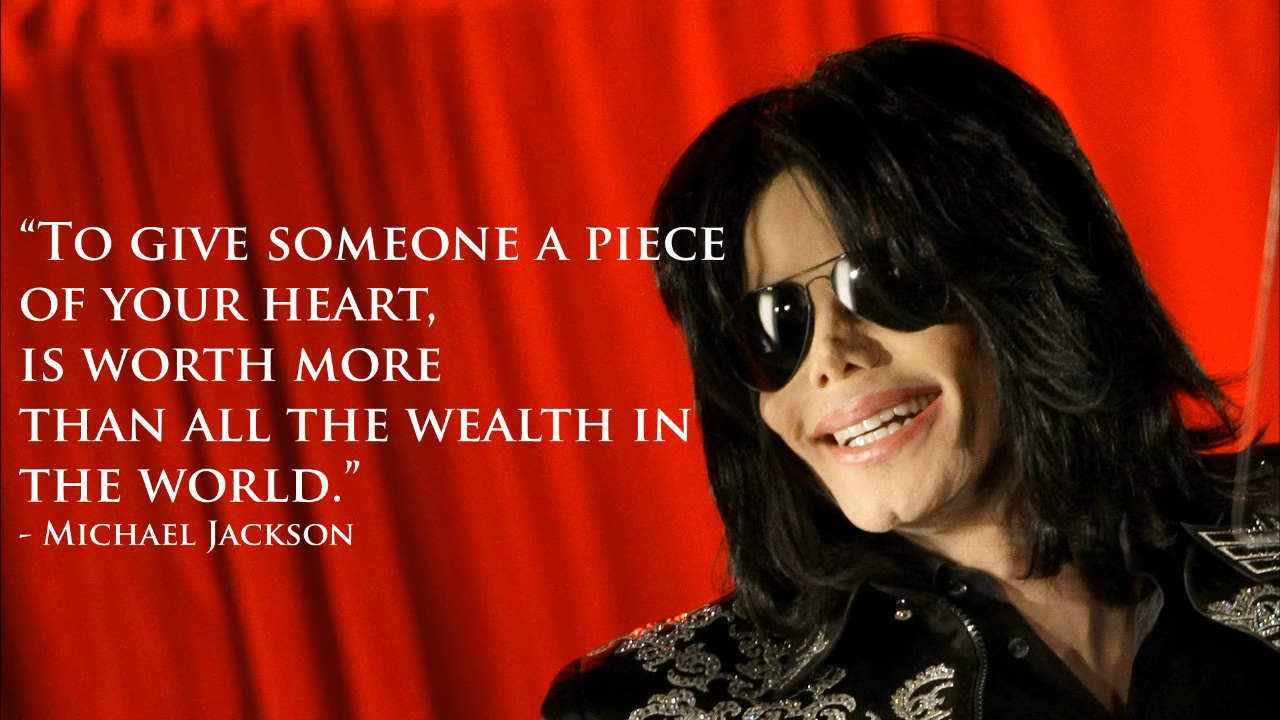 “To give someone a piece
of your heart,
is worth more
than all the wealth in
the world.”
- Michael Jackson